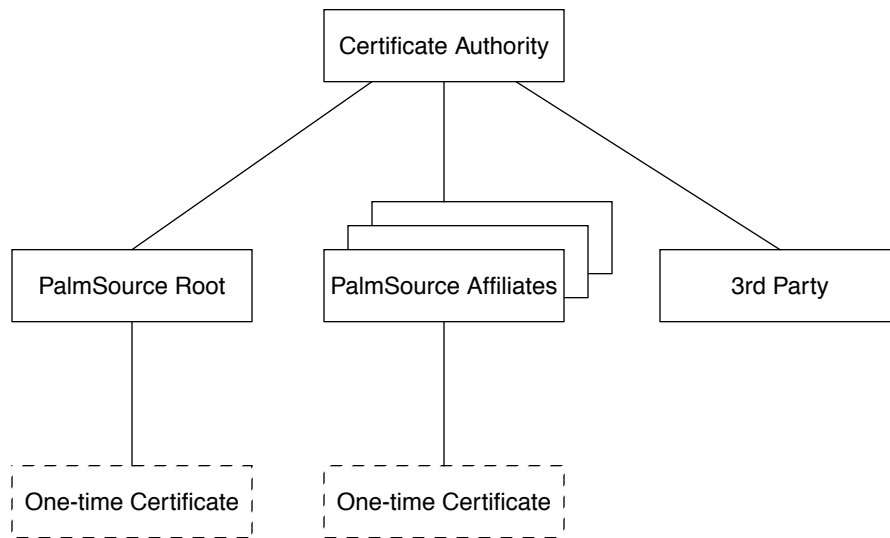 Certificate Authority
PalmSource Root
PalmSource Affiliates
3rd Party
One-time Certificate
One-time Certificate